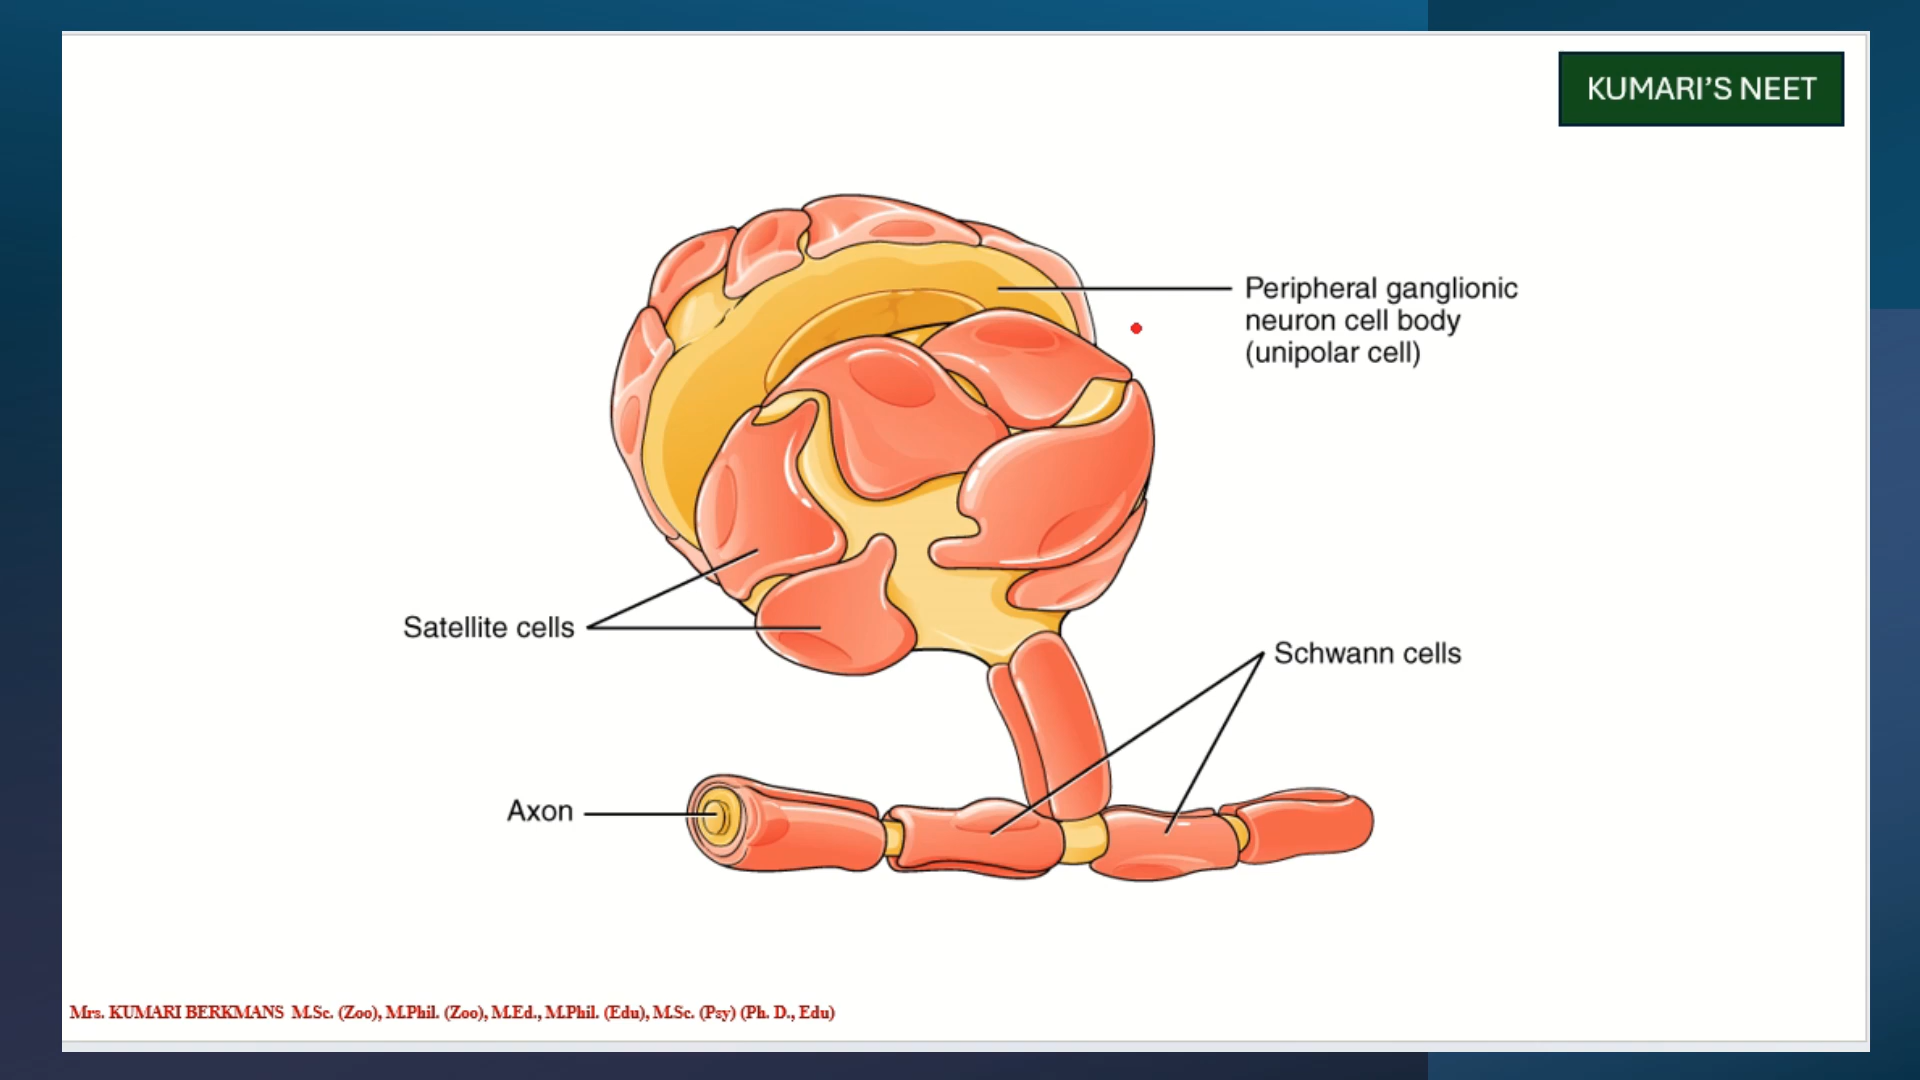 KUMARI'S NEET
Peripheral ganglionic
neuron cell body
(unipolar cell)
Satellite cells
Schwann cells
Axon
Mrs. KUMARI BERKMANS M.Sc. (Zoo), M.Phil. (Zoo), M.Ed., M.Phil. (Edu), M.Sc. (Psy) (Ph. D., Edu)